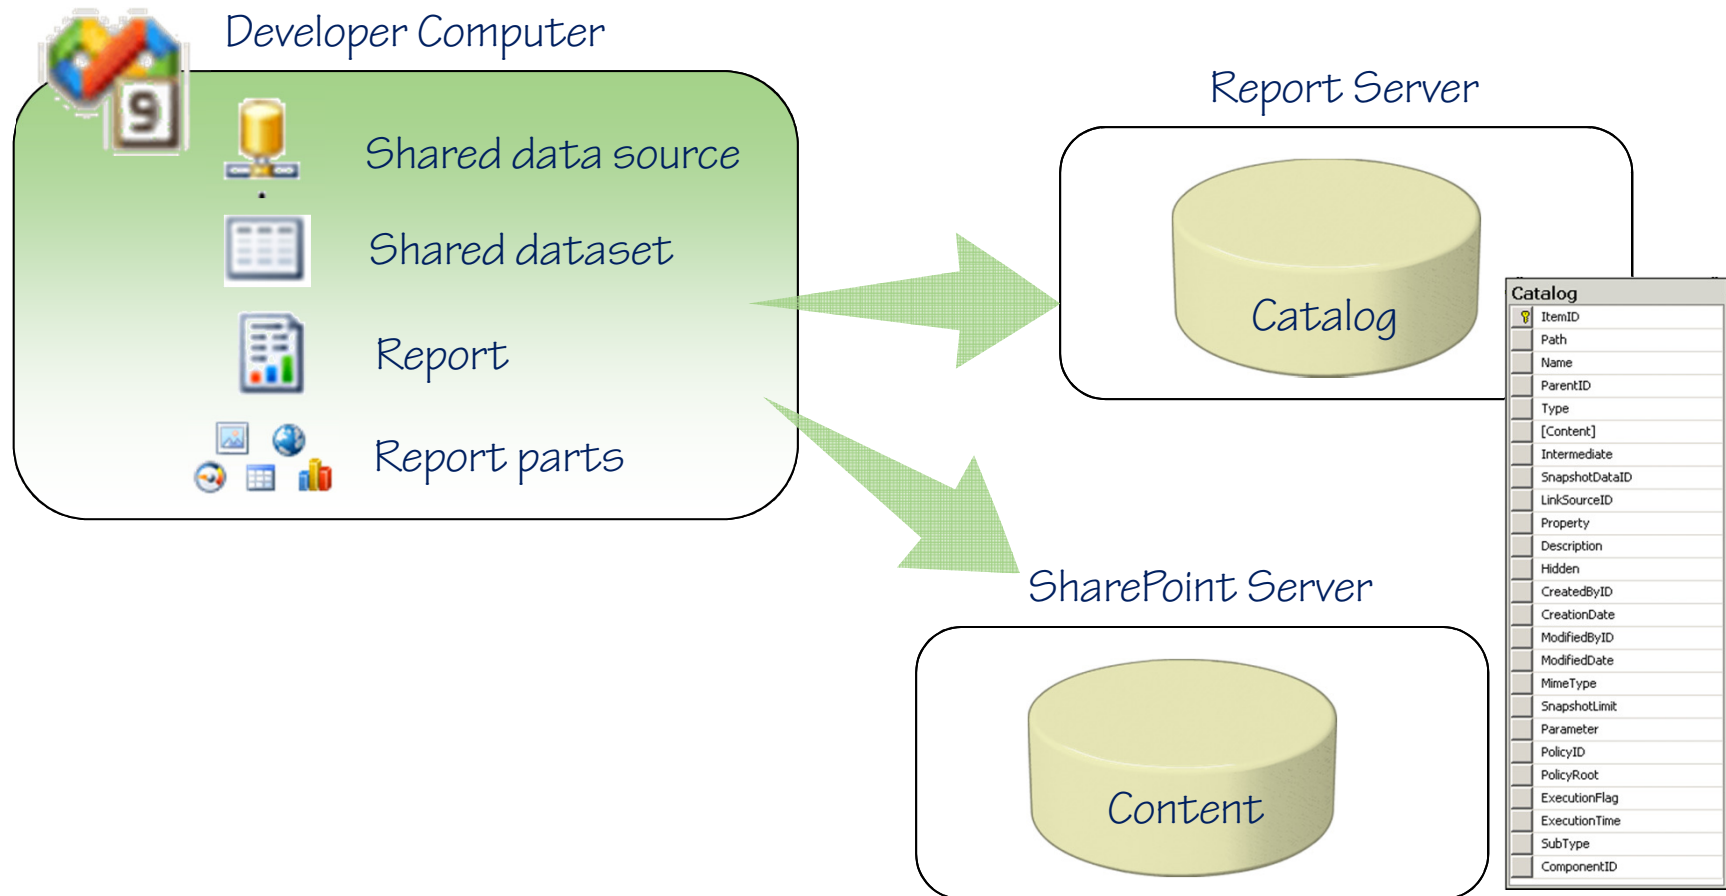 Developer Computer
9
Shared data source
Shared dataset
Report
Report parts
Report Server
Catalog
SharePoint Server
Content
Catalog
ItemID
Path
Name
ParentID
Type
[Content]
Intermediate
SnapshotDataID
LinkSourceID
Property
Description
Hidden
CreatedByID
CreationDate
ModifiedByID
ModifiedDate
MimeType
SnapshotLimit
Parameter
PolicyID
PolicyRoot
ExecutionFlag
ExecutionTime
SubType
ComponentID